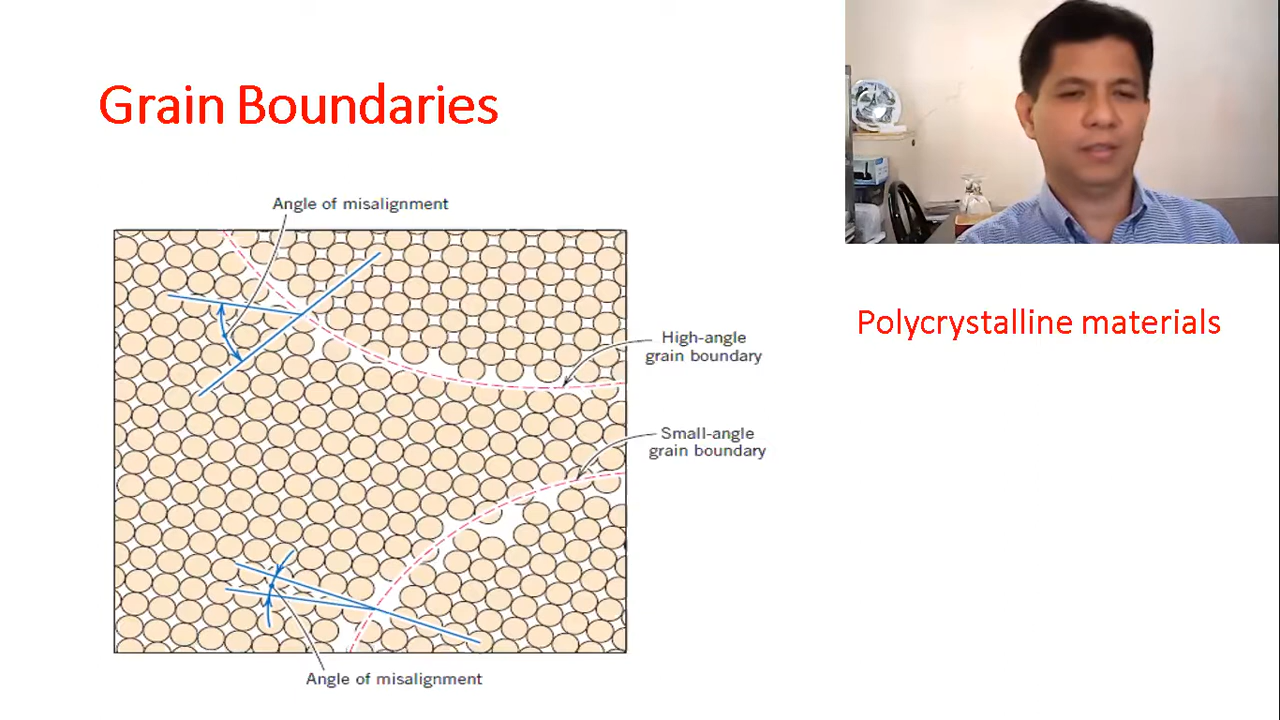 Grain Boundaries
Angle of misalignment
High-angle
grain boundary
Small-angle
grain boundary
Angle of misalignment
Polycrystalline materials